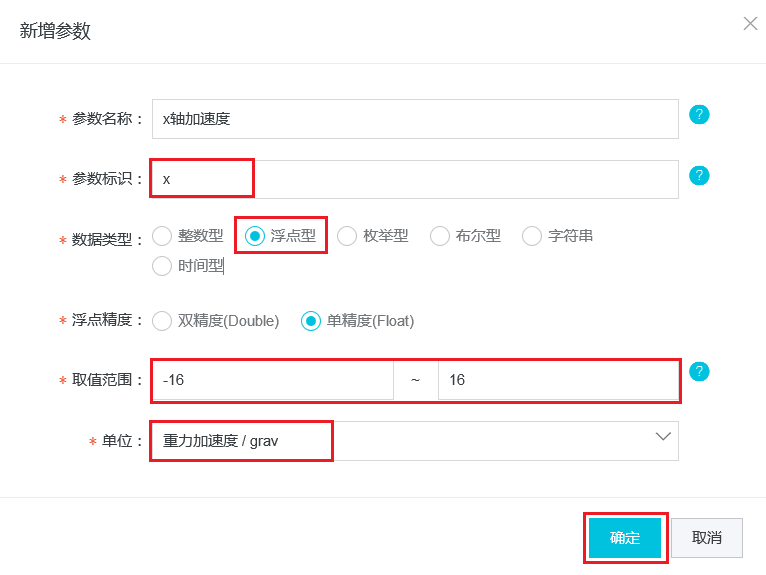 新增参数
* 参数名称： x轴加速度 ?
* 参数标识： x ?
* 数据类型： 整数型 浮点型 枚举型 布尔型 字符串
时间型
* 浮点精度： 双精度(Double) 单精度(Float)
* 取值范围： -16 ~ 16 ?
* 单位： 重力加速度 / grav
确定 取消